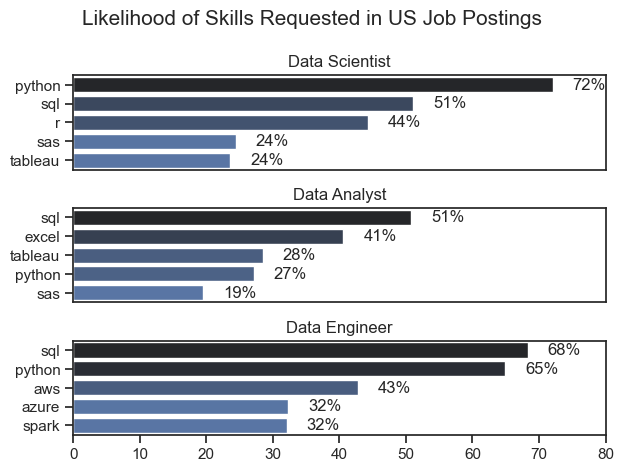 Likelihood of Skills Requested in US Job Postings
Data Scientist
python 72%
sql 51%
r 44%
sas 24%
tableau 24%
Data Analyst
sql 51%
excel 41%
tableau 28%
python 27%
sas 19%
Data Engineer
sql 68%
python 65%
aws 43%
azure 32%
spark 32%
0 10 20 30 40 50 60 70 80